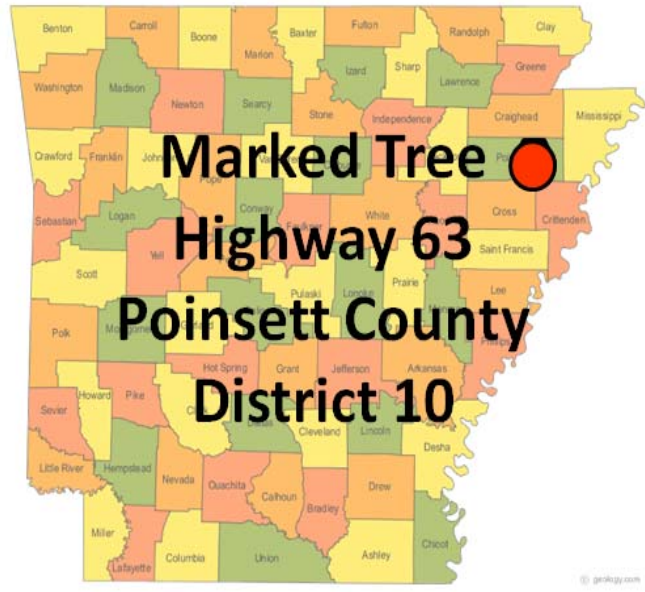 Benton
Carroll
Boone
Baxter
Fulton
Randolph
Clay
Marion
Izard
Sharp
Greene
Washington
Madison
Newton
Searcy
Stone
Lawrence
Independence
Craighead
Mississippi
Crawford
Franklin
Marked Tree
Highway 63
Poinsett County
District 10
Logan
Conway
White
Cross
Crittenden
Sebastian
Yell
Saint Francis
Scott
Pulaski
Lonoke
Prairie
Lee
Polk
Hot Spring
Grant
Jefferson
Arkansas
Howard
Pike
Sevier
Cleveland
Lincoln
Desha
Little River
Hempstead
Nevada
Ouachita
Calhoun
Bradley
Drew
Miller
Lafayette
Columbia
Union
Ashley
Chicot
© geology.com